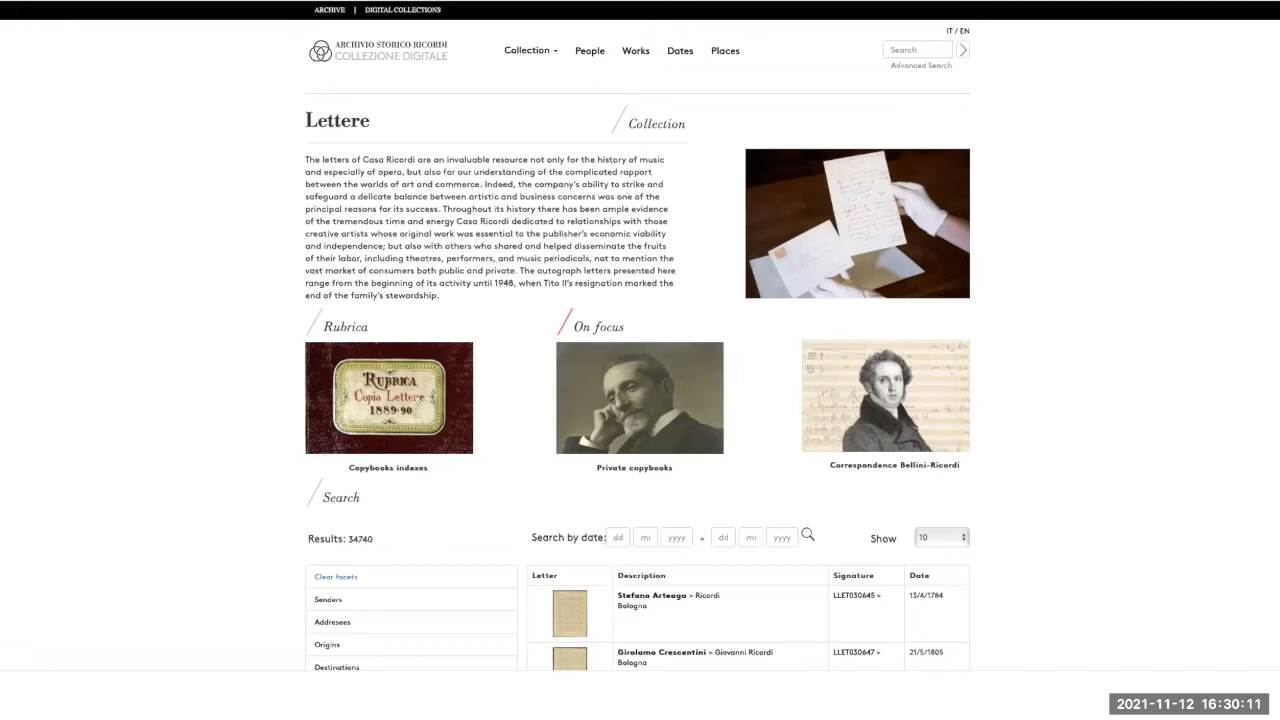 ARCHIVE | DIGITAL COLLECTIONS
IT / EN
ARCHIVIO STORICO RICORDI
COLLEZIONE DIGITALE
Collection People Works Dates Places
Search
Advanced Search
Lettere
Collection
The letters of Casa Ricordi are an invaluable resource not only for the history of music
and especially of opera, but also for our understanding of the complicated rapport
between the worlds of art and commerce. Indeed, the company's ability to strike and
safeguard a delicate balance between artistic and business concerns was one of the
principal reasons for its success. Throughout its history there has been ample evidence
of the tremendous time and energy Casa Ricordi dedicated to relationships with those
creative artists whose original work was essential to the publisher's economic viability
and independence; but also with others who shared and helped disseminate the fruits
of their labor, including theatres, performers, and music periodicals, not to mention the
vast market of consumers both public and private. The autograph letters presented here
range from the beginning of its activity until 1948, when Tito II's resignation marked the
end of the family's stewardship.
Rubrica
On focus
RUBRICA
Copia Lettere
1889-90
Copybooks indexes
Private copybooks
Correspondence Bellini-Ricordi
Search
Results: 34740
Search by date: dd mm yyyy » dd mm yyyy
Show 10
Clear facets
Senders
Addresees
Origins
Destinations
Letter Description Signature Date
Stefano Arteaga > Ricordi LLET030645 > 13/4/1784
Bologna
Girolamo Crescentini > Giovanni Ricordi LLET030647 > 21/5/1805
Bologna
2021-11-12 16:30:11